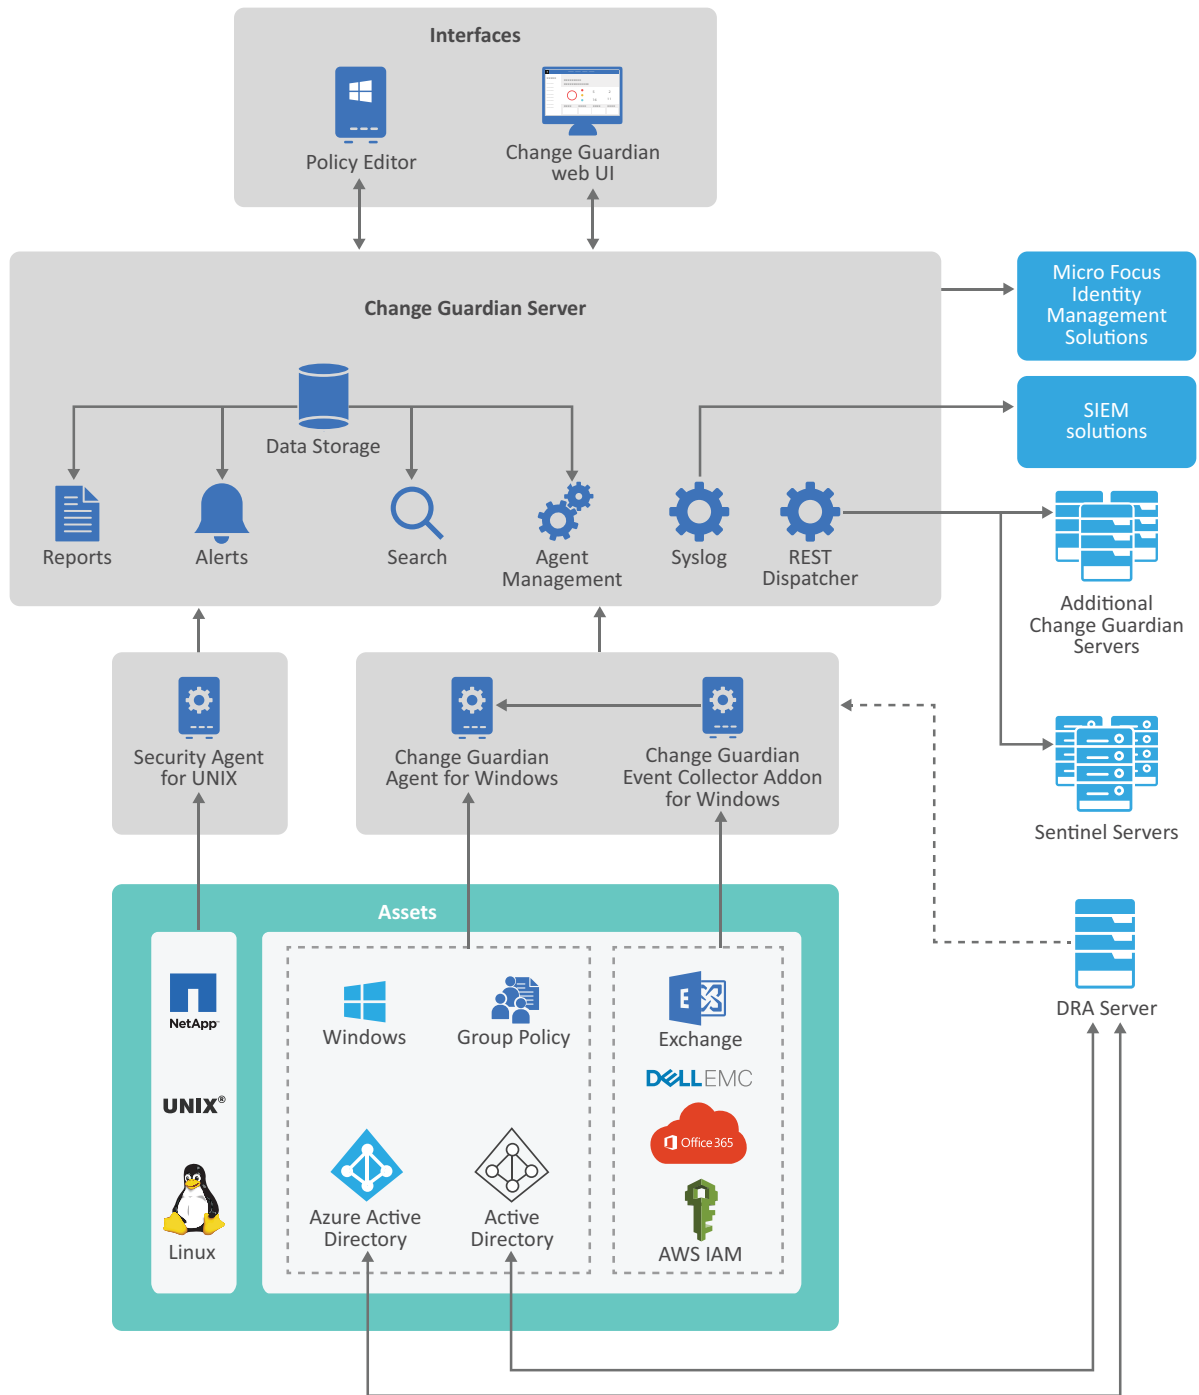 Interfaces
Policy Editor
Change Guardian
web UI
Change Guardian Server
Micro Focus
Identity
Management
Solutions
SIEM
solutions
Data Storage
Reports
Alerts
Search
Agent
Management
Syslog
REST
Dispatcher
Additional
Change Guardian
Servers
Security Agent
for UNIX
Change Guardian
Agent for Windows
Change Guardian
Event Collector Addon
for Windows
Sentinel Servers
Assets
NetApp
UNIX®
Linux
Windows
Group Policy
Azure Active
Directory
Active
Directory
E
Exchange
DELL EMC
Office 365
AWS IAM
DRA Server